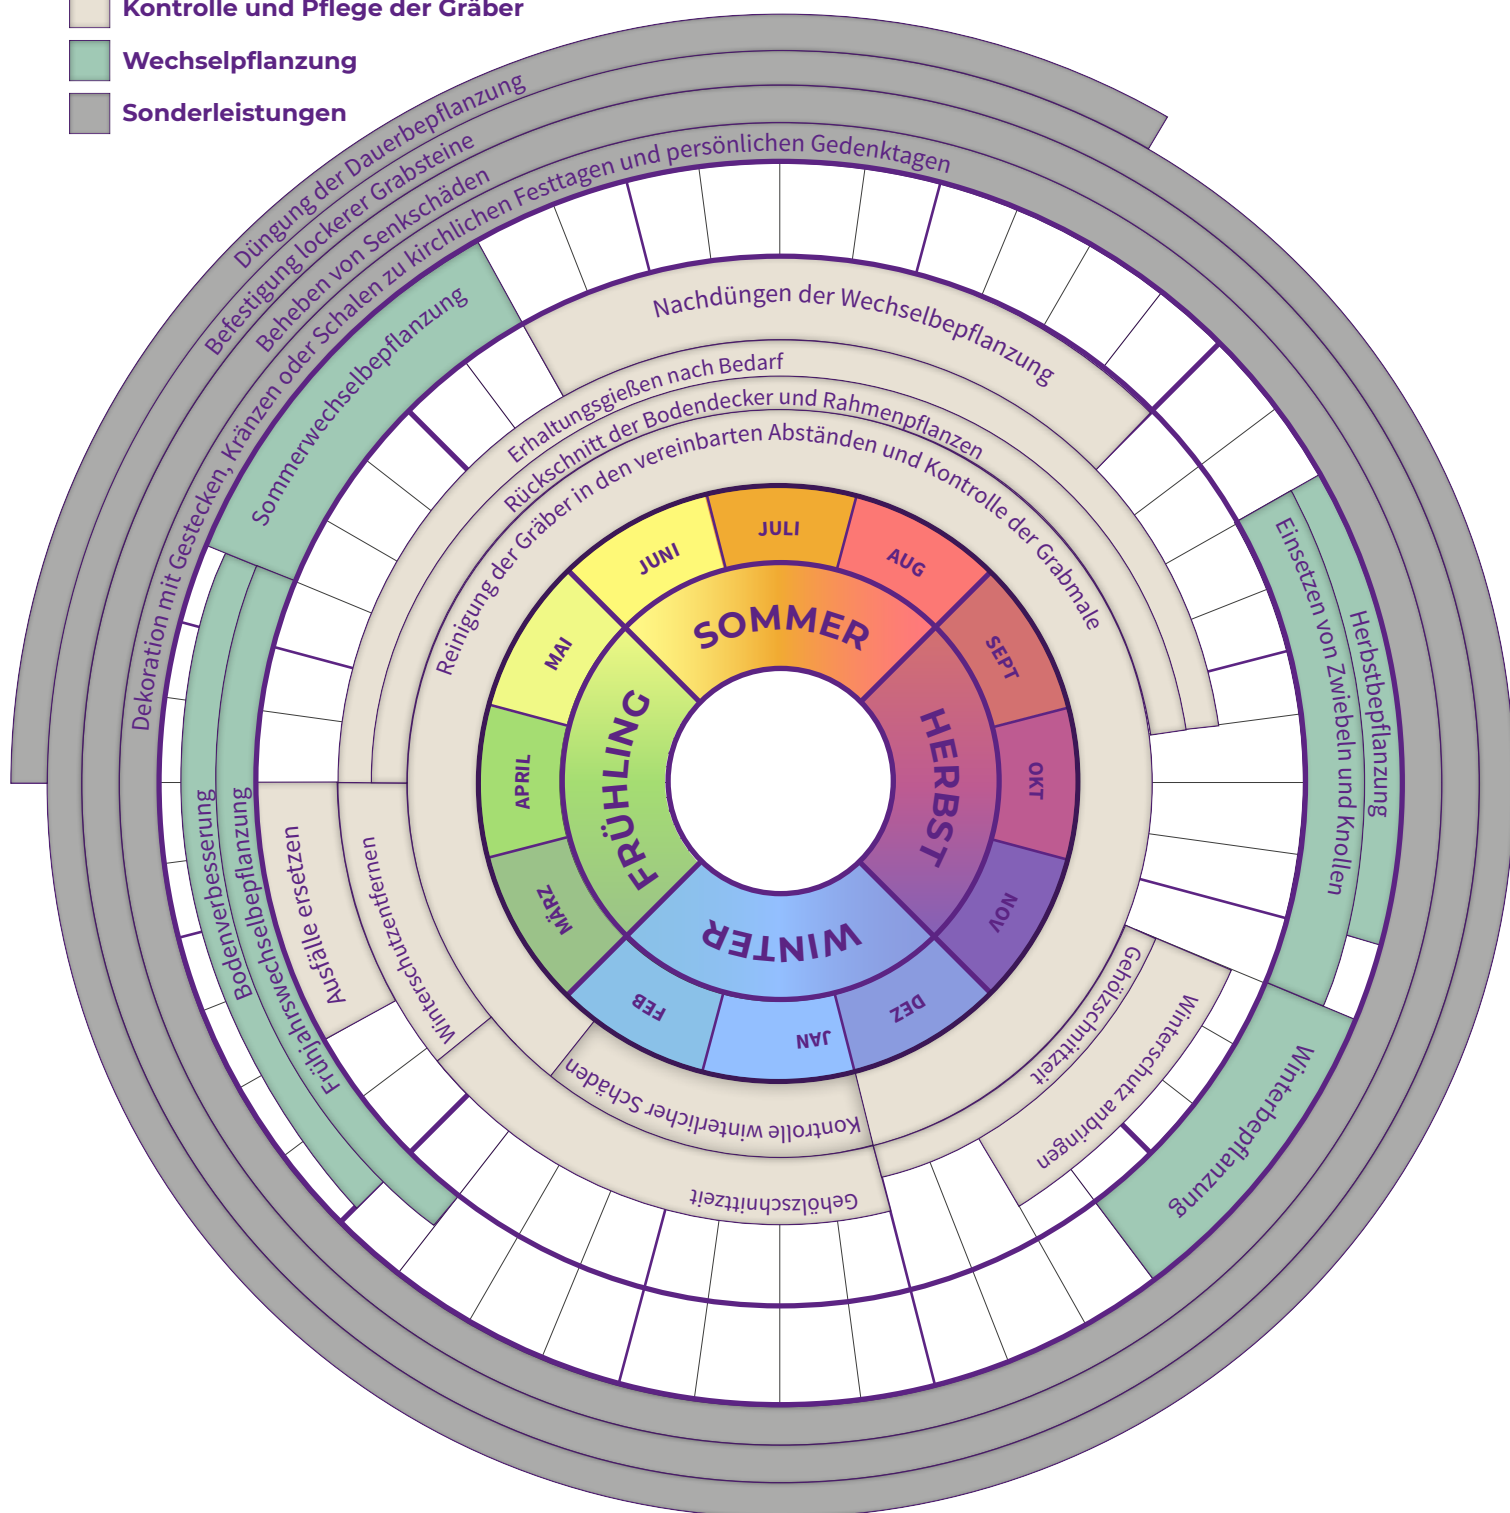 Kontrolle und Pflege der Gräber
Wechselpflanzung
Sonderleistungen
Düngung der Dauerbepflanzung
Befestigung lockerer Grabsteine
Beheben von Senkschäden
Dekoration mit Gestecken, Kränzen oder Schalen zu kirchlichen Festtagen und persönlichen Gedenktagen
Sommerwechselbepflanzung
Nachdüngen der Wechselbepflanzung
Erhaltungsgießen nach Bedarf
Rückschnitt der Bodendecker und Rahmenpflanzen
Reinigung der Gräber in den vereinbarten Abständen und Kontrolle der Grabmale
Herbstbepflanzung
Einsetzen von Zwiebeln und Knollen
Winterbepflanzung
Winterschutz anbringen
Gehölzschnittzeit
Kontrolle winterlicher Schäden
Gehölzschnittzeit
Bodenverbesserung
Frühjahrswechselbepflanzung
Ausfälle ersetzen
Winterschutzentfernen
JUNI
JULI
AUG
SEPT
OKT
NOV
DEZ
JAN
FEB
MÄRZ
APRIL
MAI
SOMMER
HERBST
WINTER
FRÜHLING